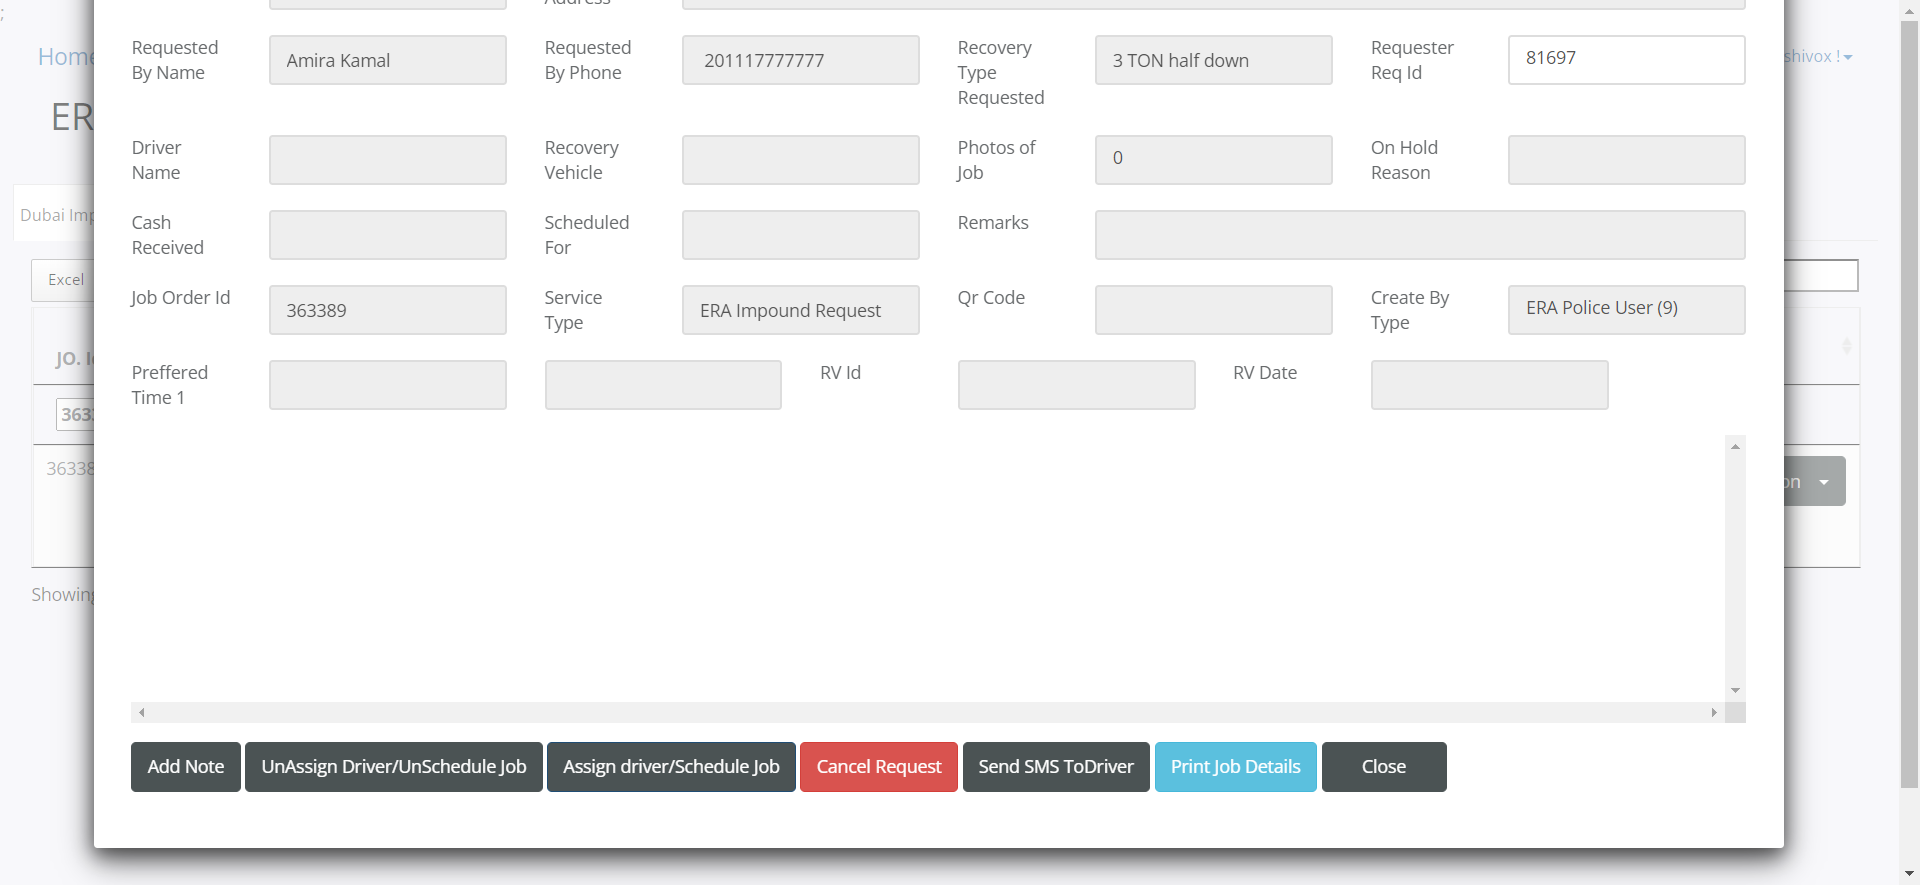 ;
Address
Home
shivox !
Requested By Name
Amira Kamal
Requested By Phone
201117777777
Recovery Type Requested
3 TON half down
Requester Req Id
81697
ER
Driver Name
Recovery Vehicle
Photos of Job
0
On Hold Reason
Dubai Imp
Cash Received
Scheduled For
Remarks
Excel
Job Order Id
363389
Service Type
ERA Impound Request
Qr Code
Create By Type
ERA Police User (9)
JO. I
Preffered Time 1
RV Id
RV Date
363
36338
on
Showing
Add Note
UnAssign Driver/UnSchedule Job
Assign driver/Schedule Job
Cancel Request
Send SMS ToDriver
Print Job Details
Close